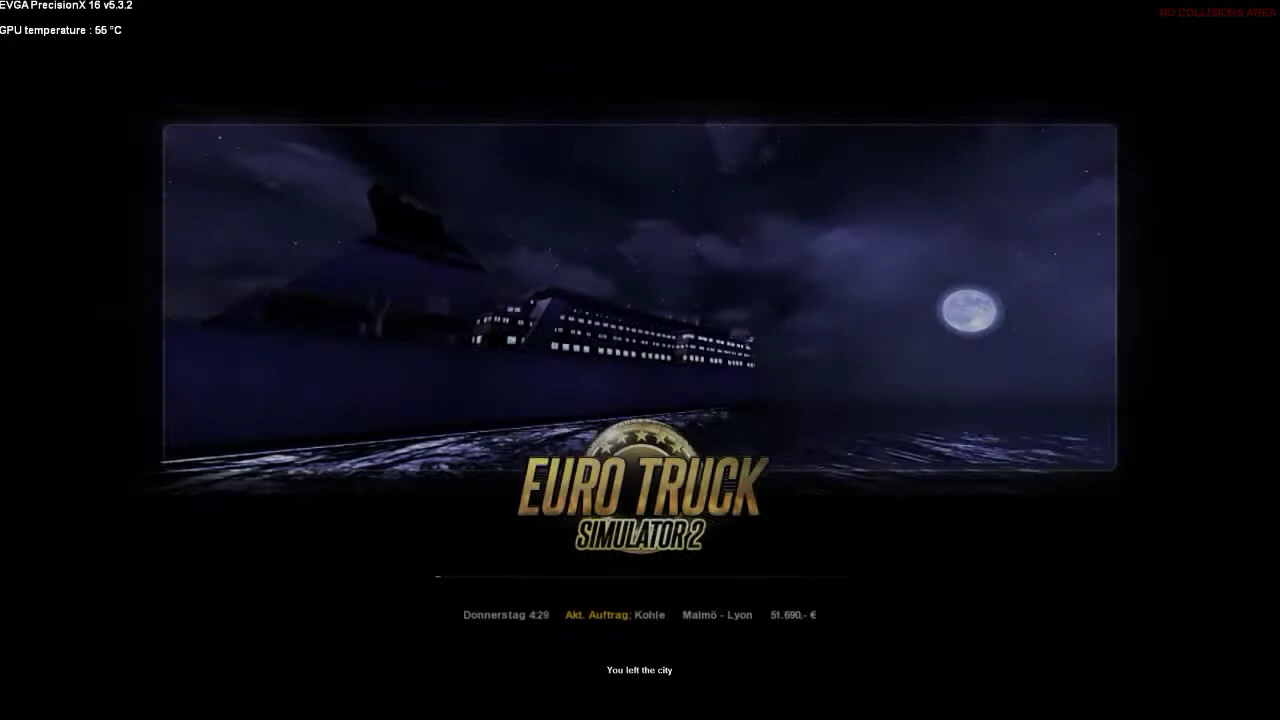 EVGA PrecisionX 16 v5.3.2
NO COLLISIONS AREA
GPU temperature : 55 °C
EURO TRUCK
SIMULATOR 2
Donnerstag 4:29 Akt. Auftrag: Kohle Malmö - Lyon 51.690,- €
You left the city